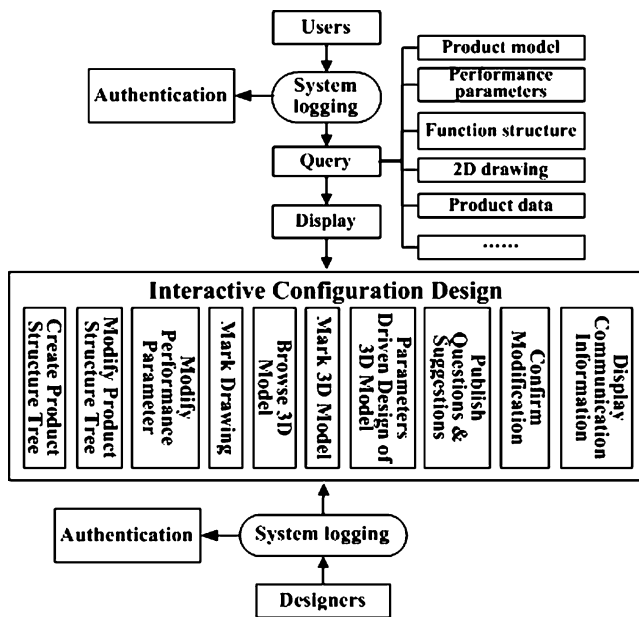 Users
Product model
Performance
parameters
System
logging
Authentication
Function structure
Query
2D drawing
Product data
Display
......
Interactive Configuration Design
Create Product
Structure Tree
Modify Product
Structure Tree
Modify
Performance
Parameter
Mark Drawing
Browse 3D
Model
Mark 3D Model
Parameters
Driven Design of
3D Model
Publish
Questions &
Suggestions
Confirm
Modification
Display
Communication
Information
Authentication
System logging
Designers